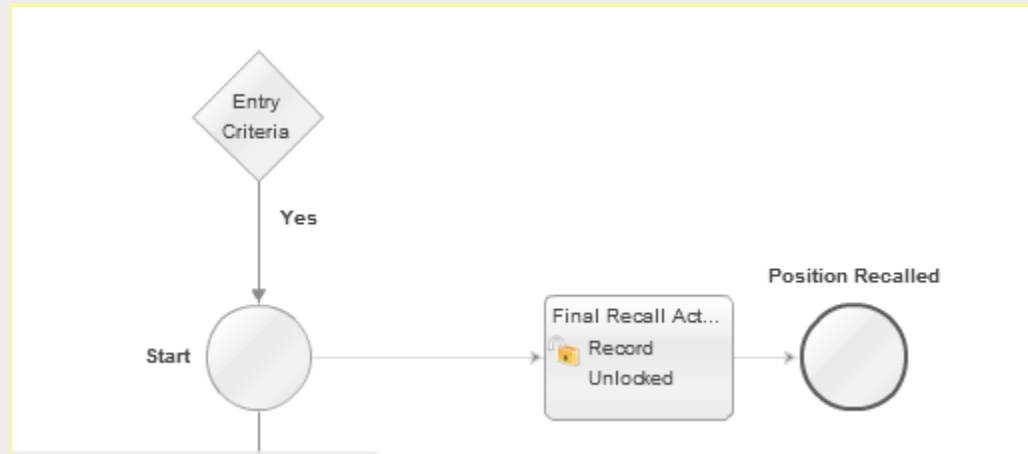 Entry
Criteria
Yes
Position Recalled
Start
Final Recall Act...
Record
Unlocked